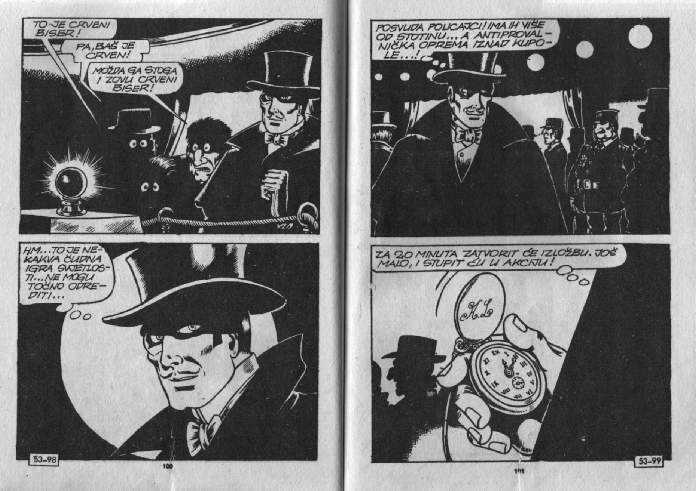 TO JE CRVENI
BISER!
PA, BAŠ JE
CRVEN!
MOŽDA GA STOGA
I ZOVU CRVENI
BISER!
HM...TO JE NE-
KAKVA ČUDNA
IGRA SVJETLOS-
TI...NE MOGU
TOČNO ODRE-
DITI...
53-98
100
POSVUDA POLICAJCI! IMA IH VIŠE
OD STOTINU...A ANTIPROVAL-
NIČKA OPREMA IZNAD KUPO-
LE...!
ZA 20 MINUTA ZATVORIT ĆE IZLOŽBU. JOŠ
MALO, I STUPIT ĆU U AKCIJU!
K.L.
53-99
101